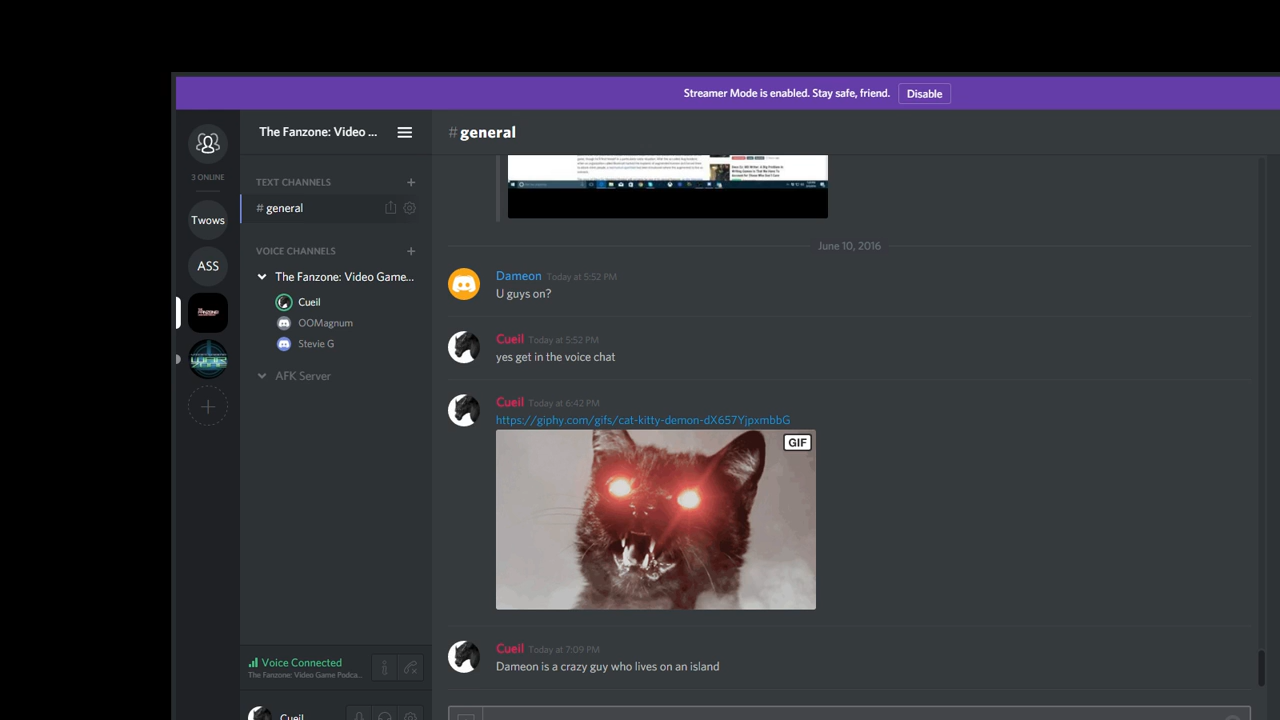 Streamer Mode is enabled. Stay safe, friend.
Disable
The Fanzone: Video ...
#general
3 ONLINE
TEXT CHANNELS
# general
Twows
VOICE CHANNELS
The Fanzone: Video Game...
ASS
Cueil
OOMagnum
Stevie G
AFK Server
June 10, 2016
Dameon Today at 5:52 PM
U guys on?
Cueil Today at 5:52 PM
yes get in the voice chat
Cueil Today at 6:42 PM
https://giphy.com/gifs/cat-kitty-demon-dX657YjpxmbbG
GIF
Cueil Today at 7:09 PM
Dameon is a crazy guy who lives on an island
Voice Connected
The Fanzone: Video Game Podca...
Cueil